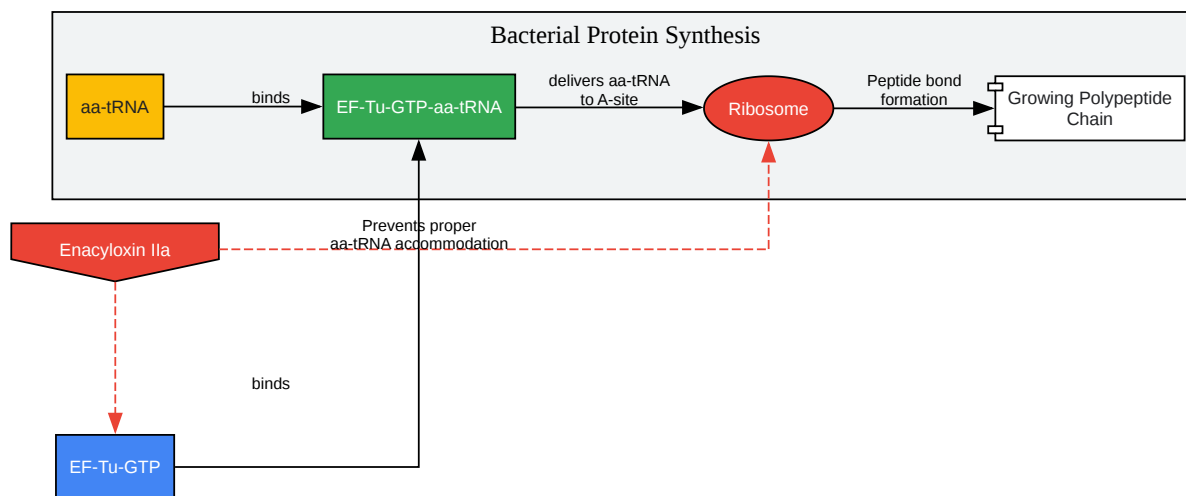 Bacterial Protein Synthesis
aa-tRNA
binds
EF-Tu-GTP-aa-tRNA
delivers aa-tRNA
to A-site
Ribosome
Peptide bond
formation
Growing Polypeptide
Chain
Enacyloxin IIa
Prevents proper
aa-tRNA accommodation
binds
EF-Tu-GTP